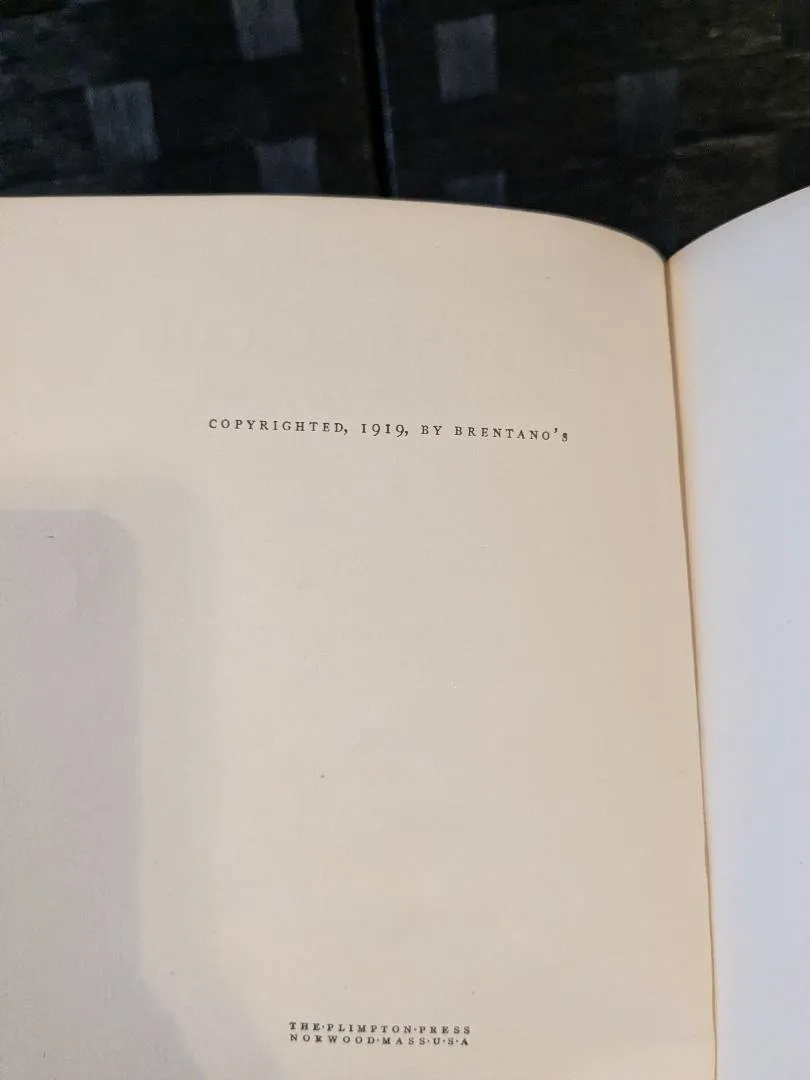 COPYRIGHTED, 1919, BY BRENTANO'S
THE·PLIMPTON·PRESS
NORWOOD·MASS·U·S·A